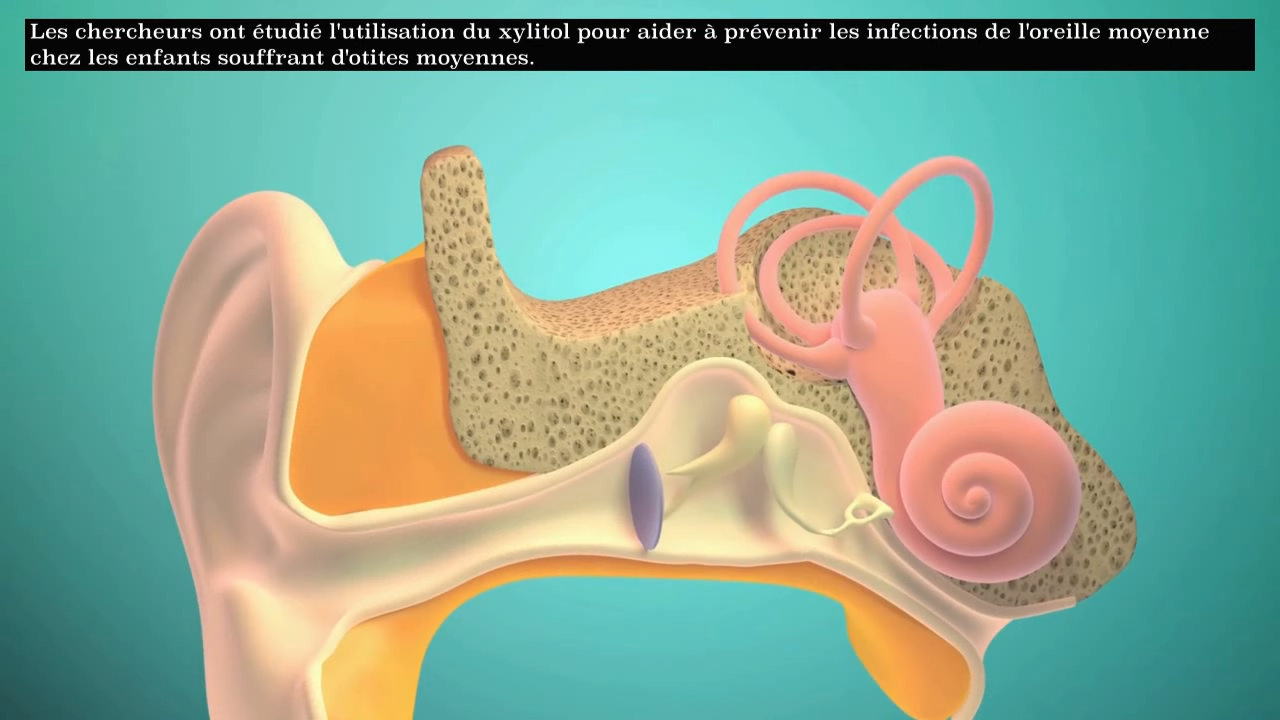 Les chercheurs ont étudié l'utilisation du xylitol pour aider à prévenir les infections de l'oreille moyenne
chez les enfants souffrant d'otites moyennes.